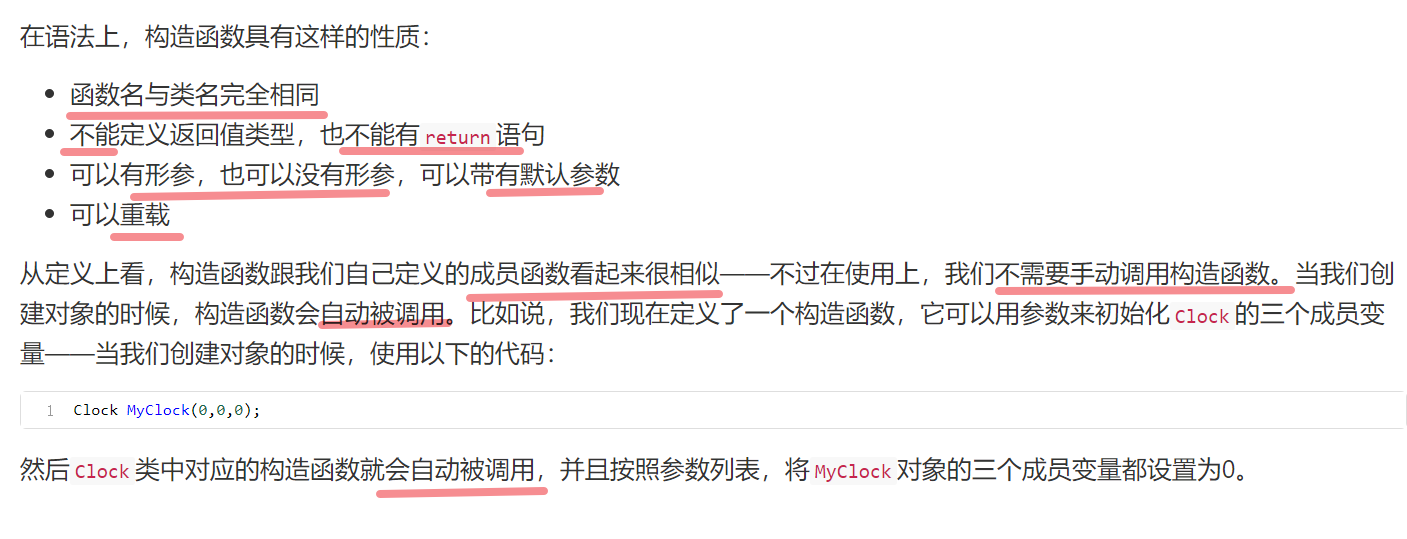 在语法上，构造函数具有这样的性质：
函数名与类名完全相同
不能定义返回值类型，也不能有return语句
可以有形参，也可以没有形参，可以带有默认参数
可以重载
从定义上看，构造函数跟我们自己定义的成员函数看起来很相似——不过在使用上，我们不需要手动调用构造函数。当我们创
建对象的时候，构造函数会自动被调用。比如说，我们现在定义了一个构造函数，它可以用参数来初始化Clock的三个成员变
量——当我们创建对象的时候，使用以下的代码：
1 Clock MyClock(0,0,0);
然后Clock类中对应的构造函数就会自动被调用，并且按照参数列表，将MyClock对象的三个成员变量都设置为0。